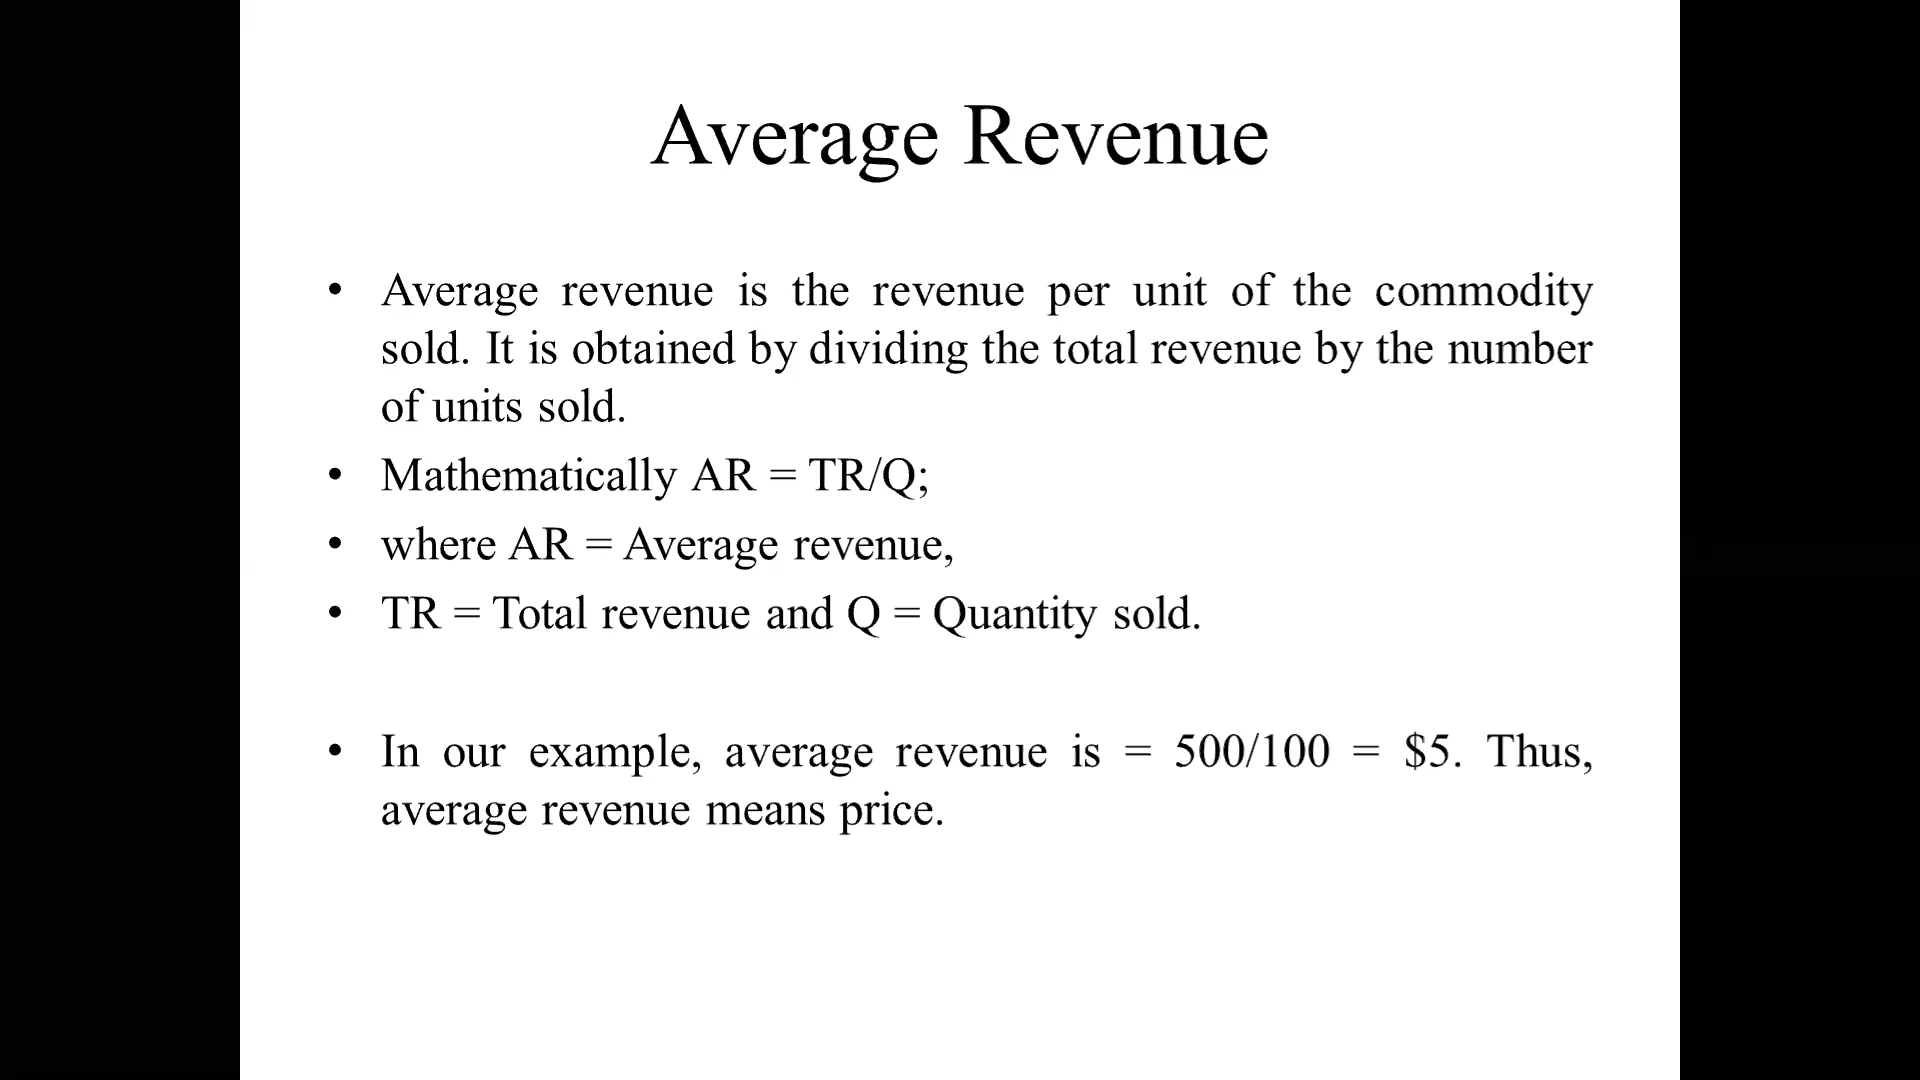 Average Revenue
• Average revenue is the revenue per unit of the commodity
sold. It is obtained by dividing the total revenue by the number
of units sold.
• Mathematically AR = TR/Q;
• where AR = Average revenue,
• TR = Total revenue and Q = Quantity sold.
• In our example, average revenue is = 500/100 = $5. Thus,
average revenue means price.